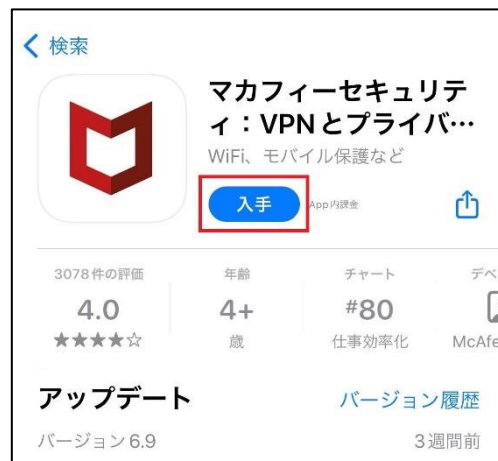 検索
マカフィーセキュリテ
ィ：VPNとプライバ…
WiFi、モバイル保護など
入手
App内課金
3078件の評価
年齢
チャート
デベ
4.0
4+
#80
★★★★☆
歳
仕事効率化
McAfe
アップデート
バージョン履歴
バージョン 6.9
3週間前